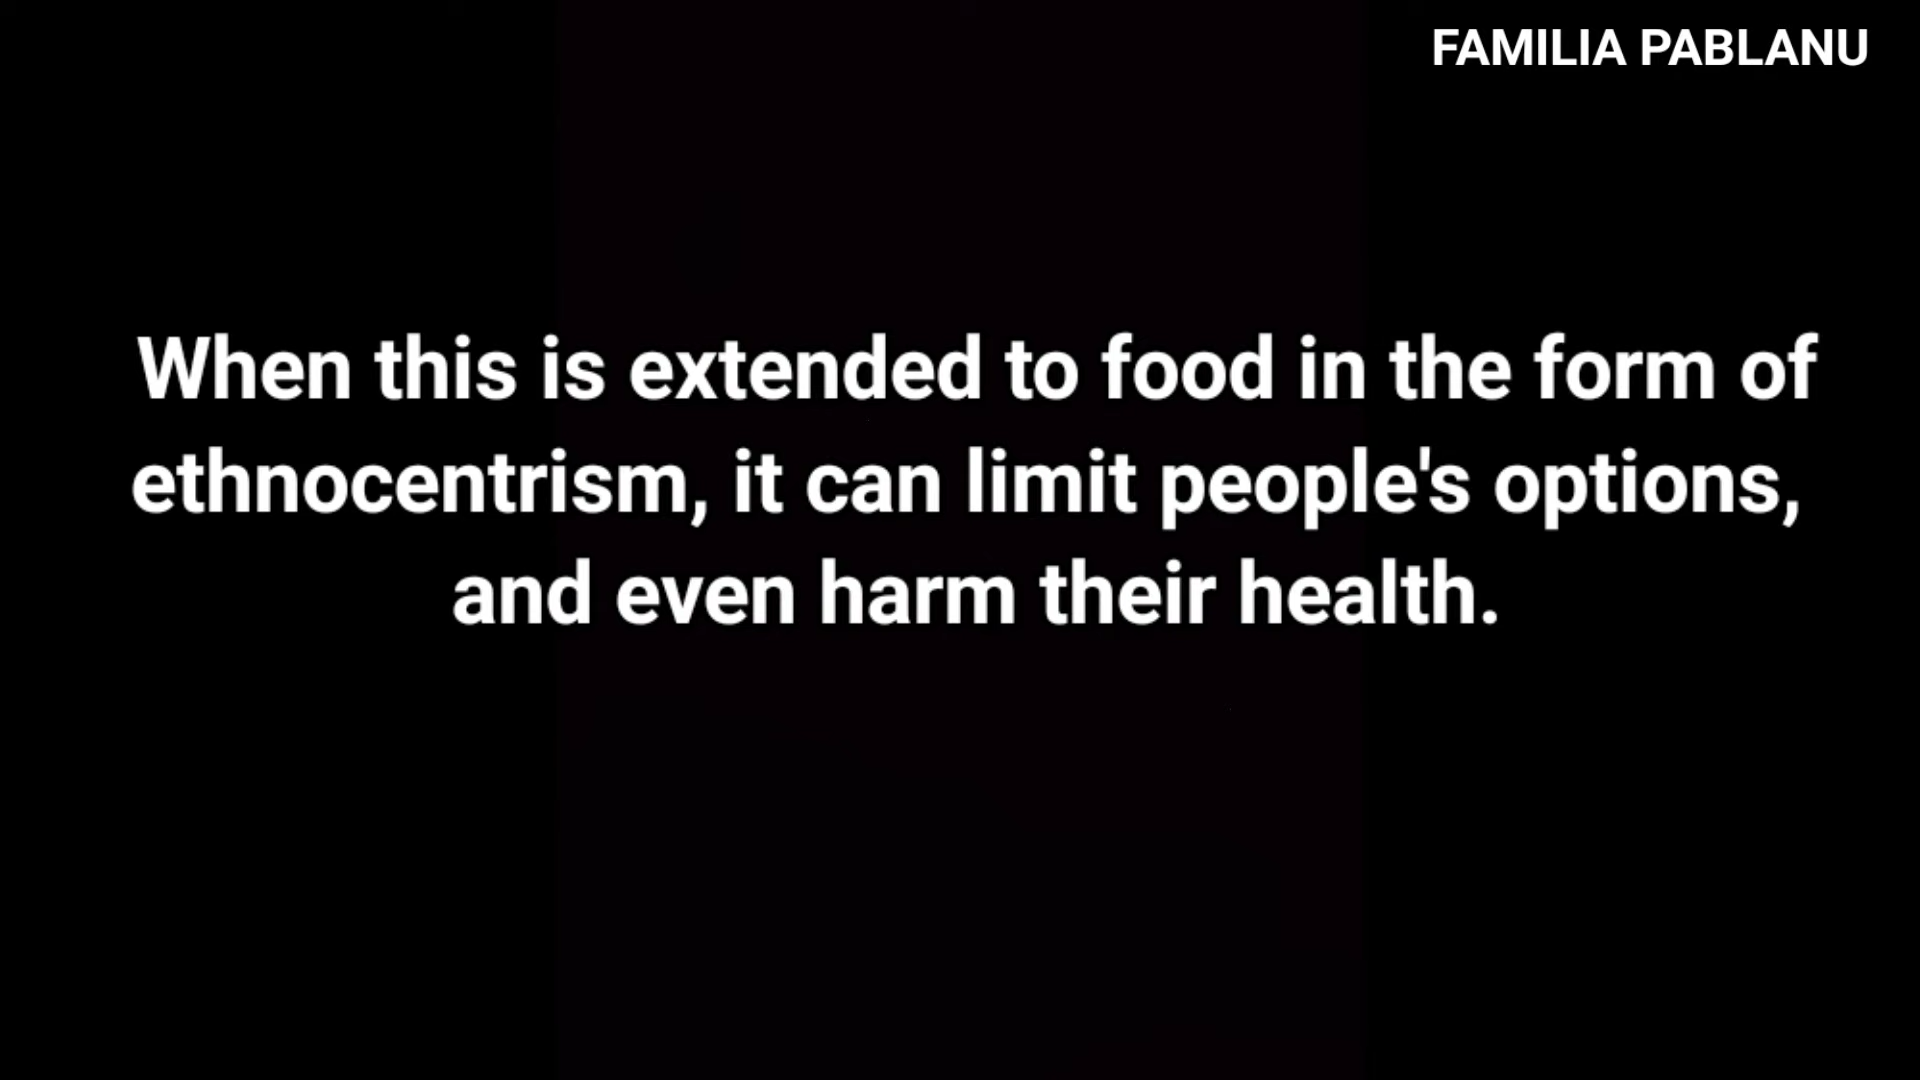 FAMILIA PABLANU
When this is extended to food in the form of
ethnocentrism, it can limit people's options,
and even harm their health.